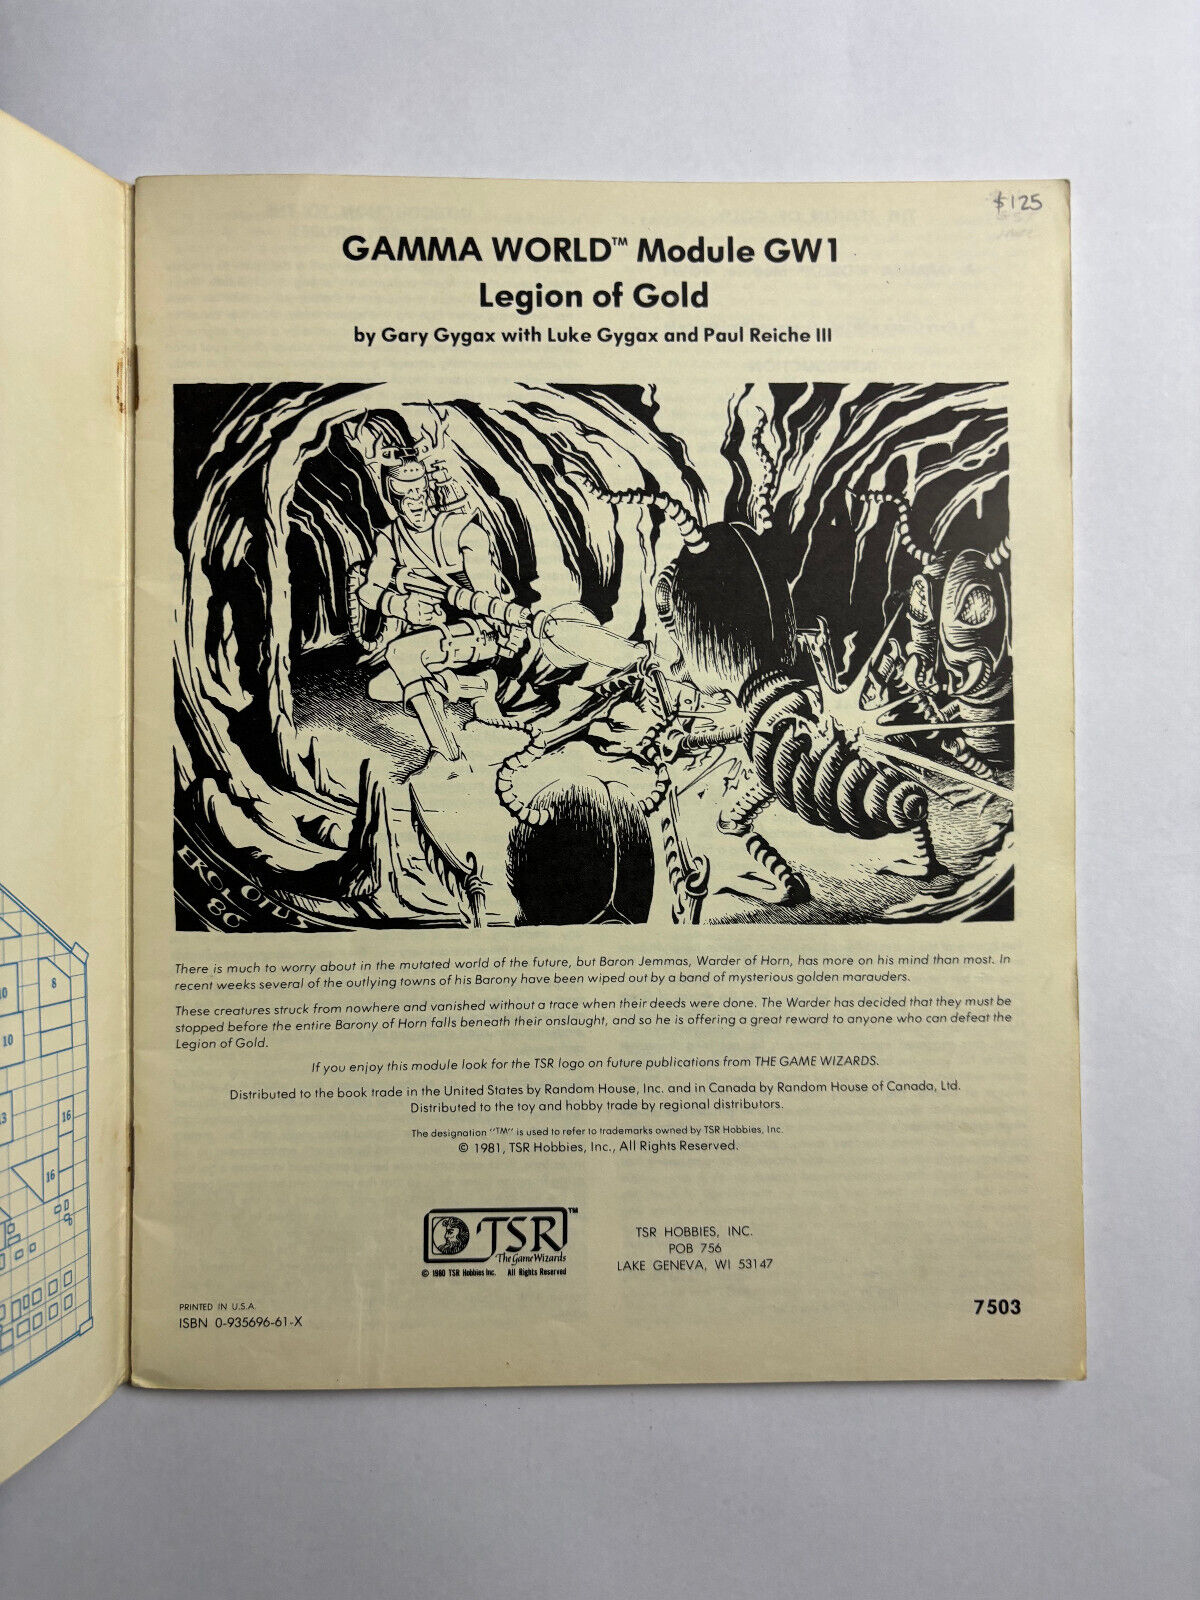 $125
GAMMA WORLD™ Module GW1
Legion of Gold
by Gary Gygax with Luke Gygax and Paul Reiche III
EROL OTUS
80
There is much to worry about in the mutated world of the future, but Baron Jemmas, Warder of Horn, has more on his mind than most. In
recent weeks several of the outlying towns of his Barony have been wiped out by a band of mysterious golden marauders.
These creatures struck from nowhere and vanished without a trace when their deeds were done. The Warder has decided that they must be
stopped before the entire Barony of Horn falls beneath their onslaught, and so he is offering a great reward to anyone who can defeat the
Legion of Gold.
If you enjoy this module look for the TSR logo on future publications from THE GAME WIZARDS.
Distributed to the book trade in the United States by Random House, Inc. and in Canada by Random House of Canada, Ltd.
Distributed to the toy and hobby trade by regional distributors.
The designation "TM" is used to refer to trademarks owned by TSR Hobbies, Inc.
© 1981, TSR Hobbies, Inc., All Rights Reserved.
TSR™
The Game Wizards
© 1980 TSR Hobbies Inc. All Rights Reserved
TSR HOBBIES, INC.
POB 756
LAKE GENEVA, WI 53147
PRINTED IN U.S.A.
ISBN 0-935696-61-X
7503
8
10
10
16
16